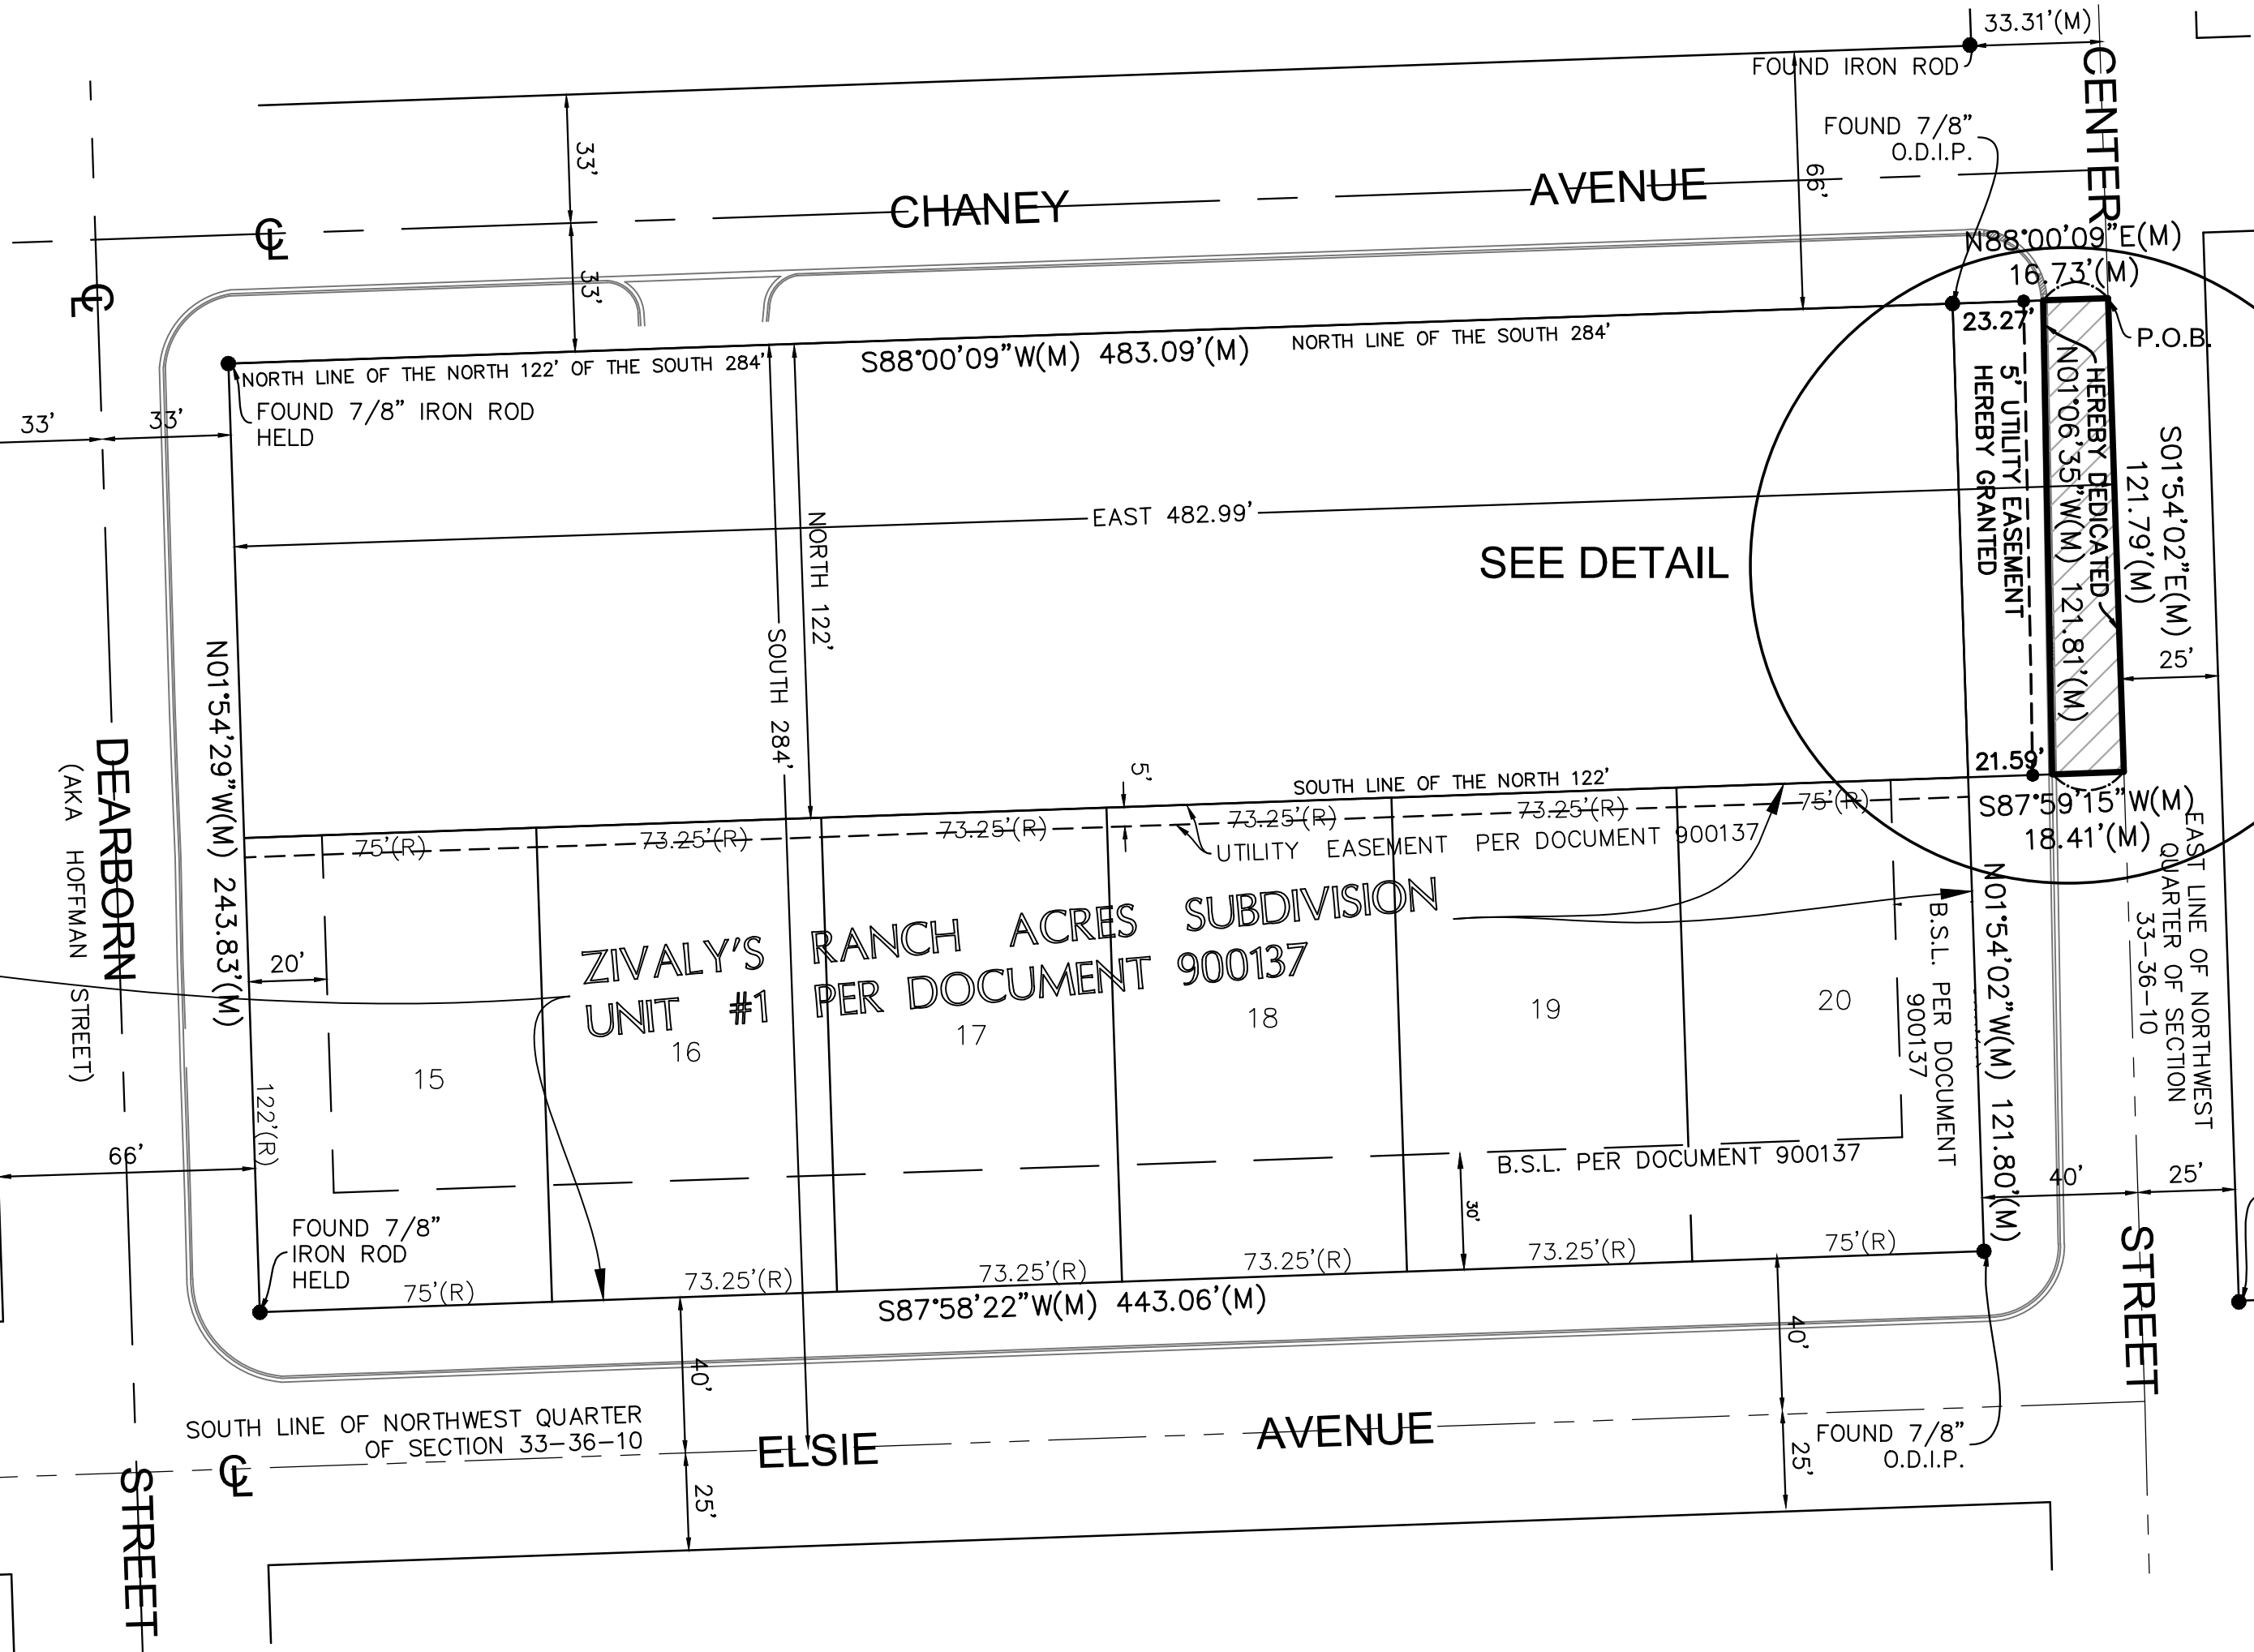 33.31'(M)
FOUND IRON ROD
CENTER
FOUND 7/8"
O.D.I.P.
33'
66'
CHANEY AVENUE
℄
33'
N88°00'09"E(M)
16.73'(M)
℄
23.27'
P.O.B.
NORTH LINE OF THE NORTH 122' OF THE SOUTH 284'
S88°00'09"W(M) 483.09'(M)
NORTH LINE OF THE SOUTH 284'
FOUND 7/8" IRON ROD
HELD
33'
33'
5' UTILITY EASEMENT
HEREBY GRANTED
N01°06'35"W(M) 121.81'(M)
HEREBY DEDICATED
S01°54'02"E(M)
121.79'(M)
EAST 482.99'
NORTH 122'
SOUTH 284'
SEE DETAIL
25'
N01°54'29"W(M) 243.83'(M)
DEARBORN
(AKA HOFFMAN STREET)
5'
SOUTH LINE OF THE NORTH 122'
21.59'
S87°59'15"W(M)
18.41'(M)
75'(R)
73.25'(R)
73.25'(R)
73.25'(R)
73.25'(R)
75'(R)
UTILITY EASEMENT PER DOCUMENT 900137
EAST LINE OF NORTHWEST
QUARTER OF SECTION
33-36-10
ZIVALY'S RANCH ACRES SUBDIVISION
UNIT #1 PER DOCUMENT 900137
20'
B.S.L. PER DOCUMENT
900137
N01°54'02"W(M) 121.80'(M)
15
16
17
18
19
20
122'(R)
66'
B.S.L. PER DOCUMENT 900137
30'
40'
25'
FOUND 7/8"
IRON ROD
HELD
75'(R)
73.25'(R)
73.25'(R)
73.25'(R)
73.25'(R)
75'(R)
S87°58'22"W(M) 443.06'(M)
STREET
40'
40'
SOUTH LINE OF NORTHWEST QUARTER
OF SECTION 33-36-10
℄
ELSIE AVENUE
FOUND 7/8"
O.D.I.P.
25'
25'
STREET